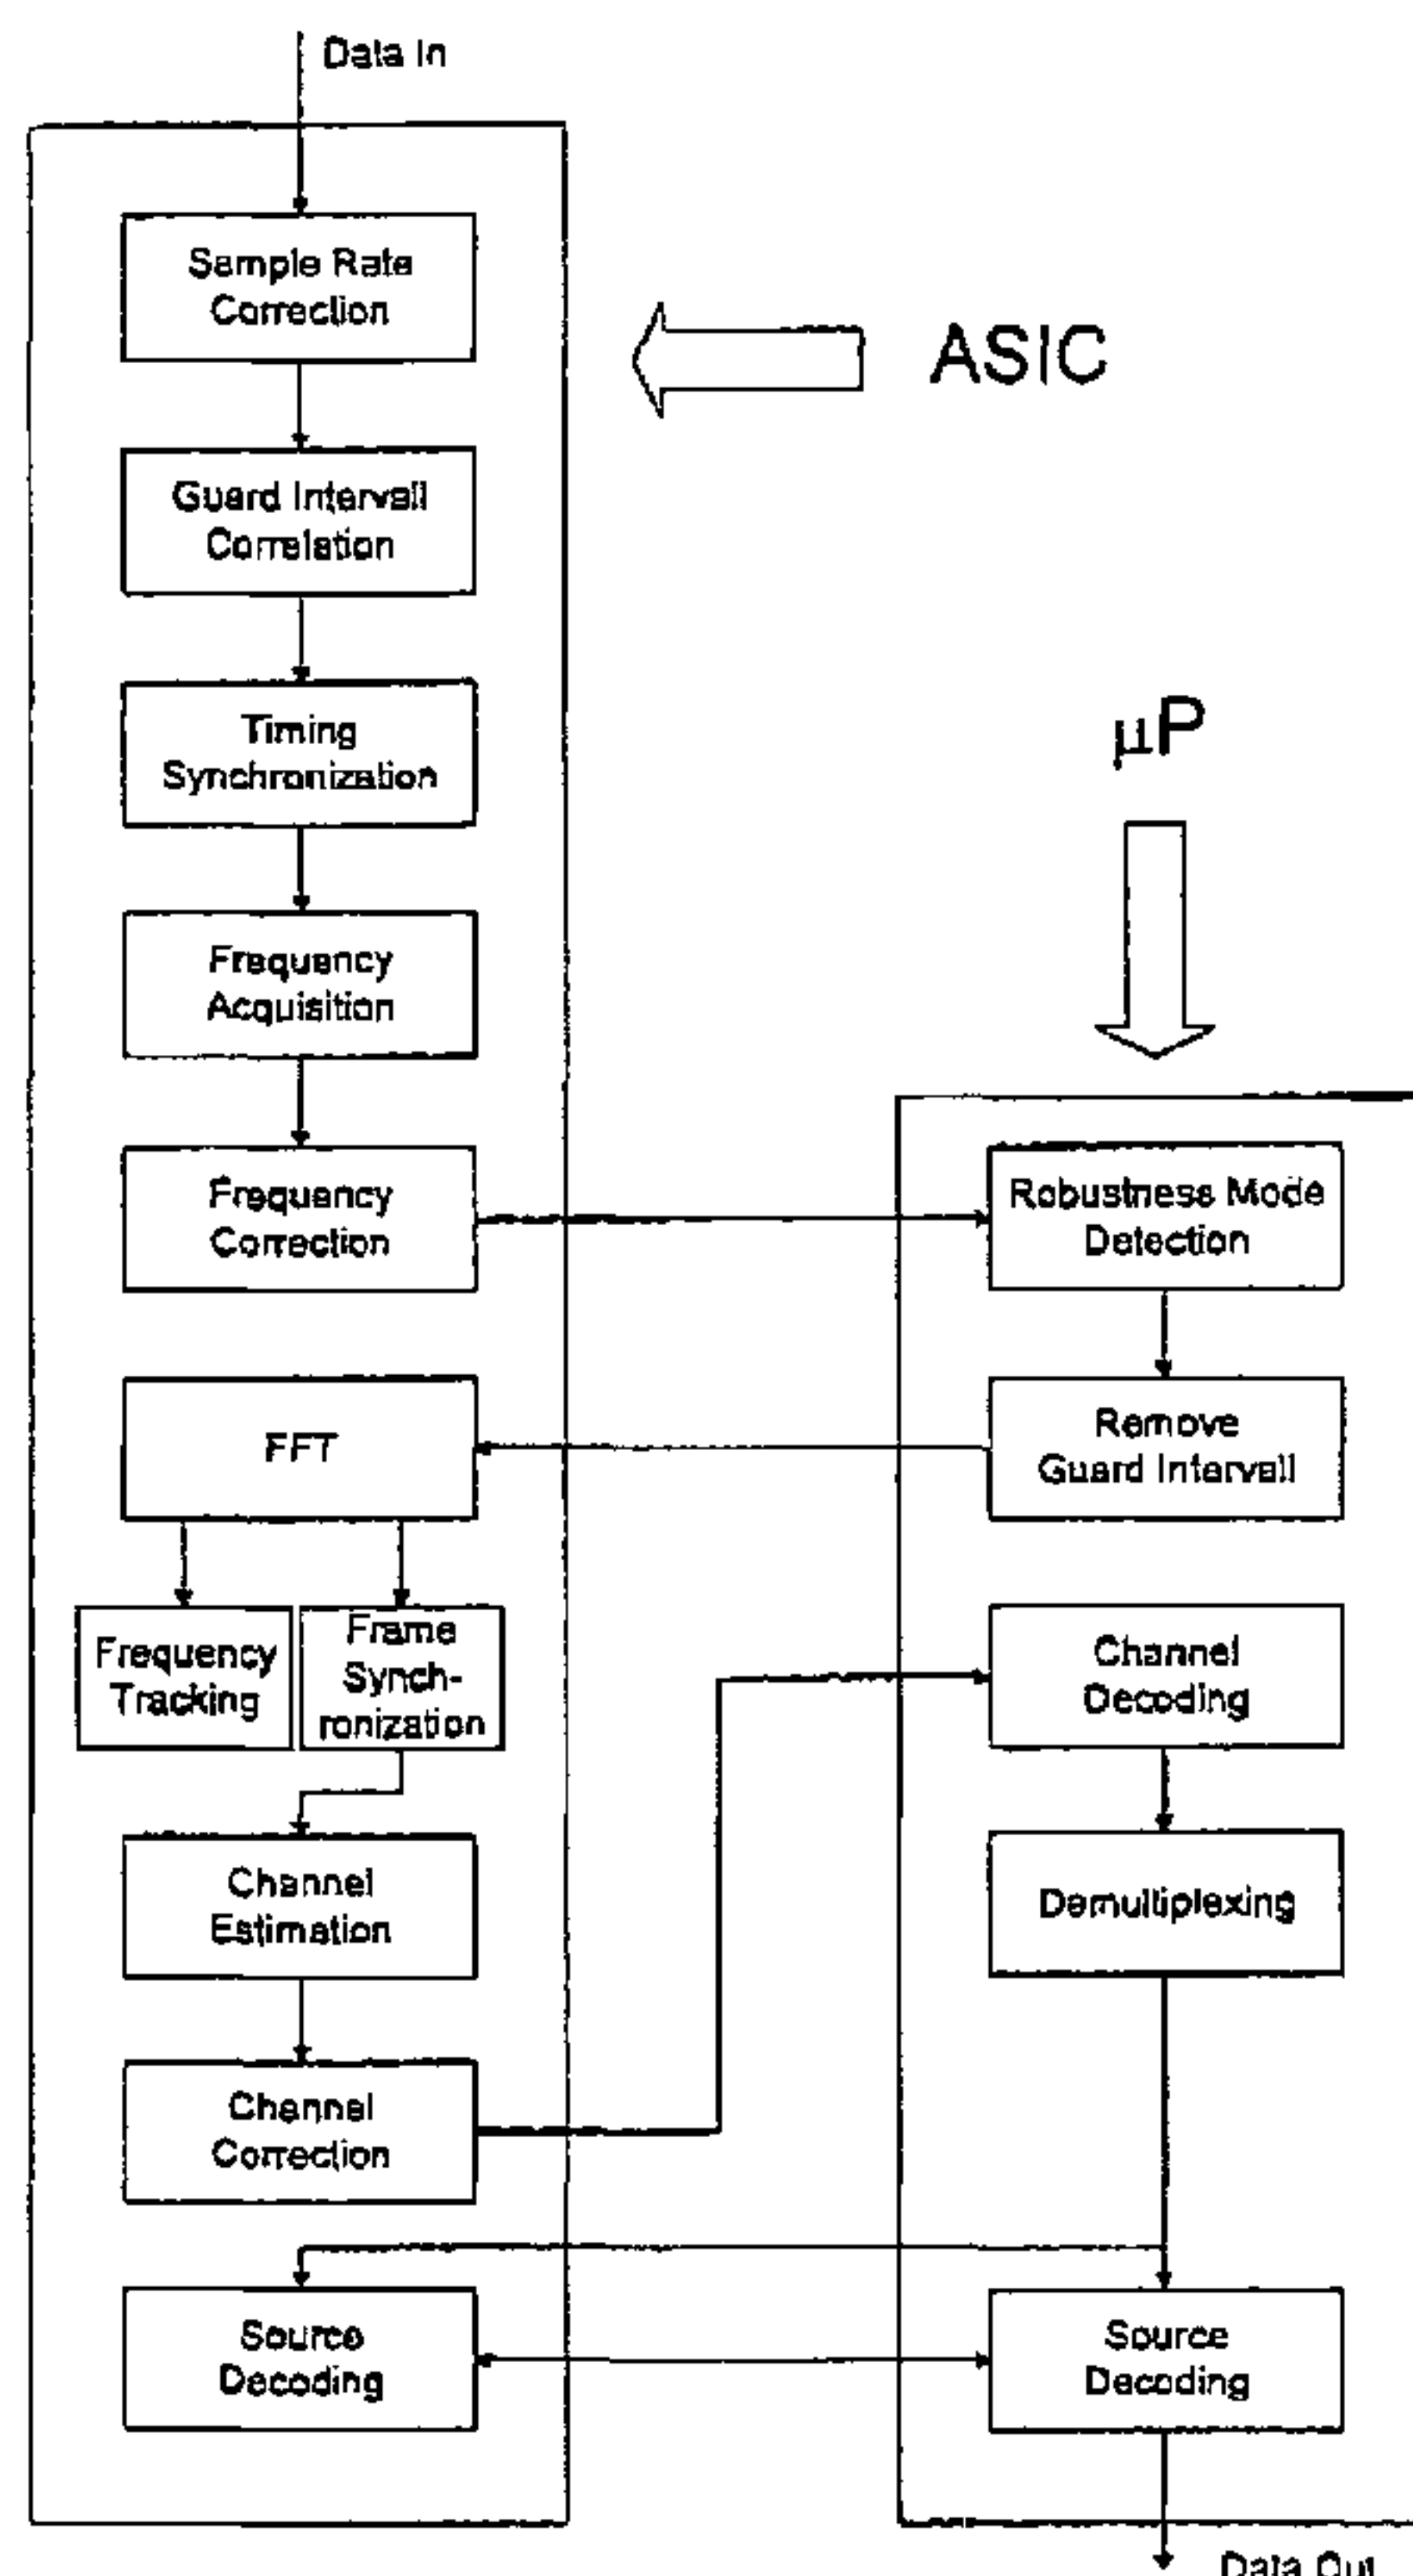 Data In
Sample Rate
Correction
ASIC
Guard Intervall
Correlation
Timing
Synchronization
µP
Frequency
Acquisition
Frequency
Correction
Robustness Mode
Detection
FFT
Remove
Guard Intervall
Frequency
Tracking
Frame
Synch-
ronization
Channel
Decoding
Channel
Estimation
Demultiplexing
Channel
Correction
Source
Decoding
Source
Decoding
Data Out